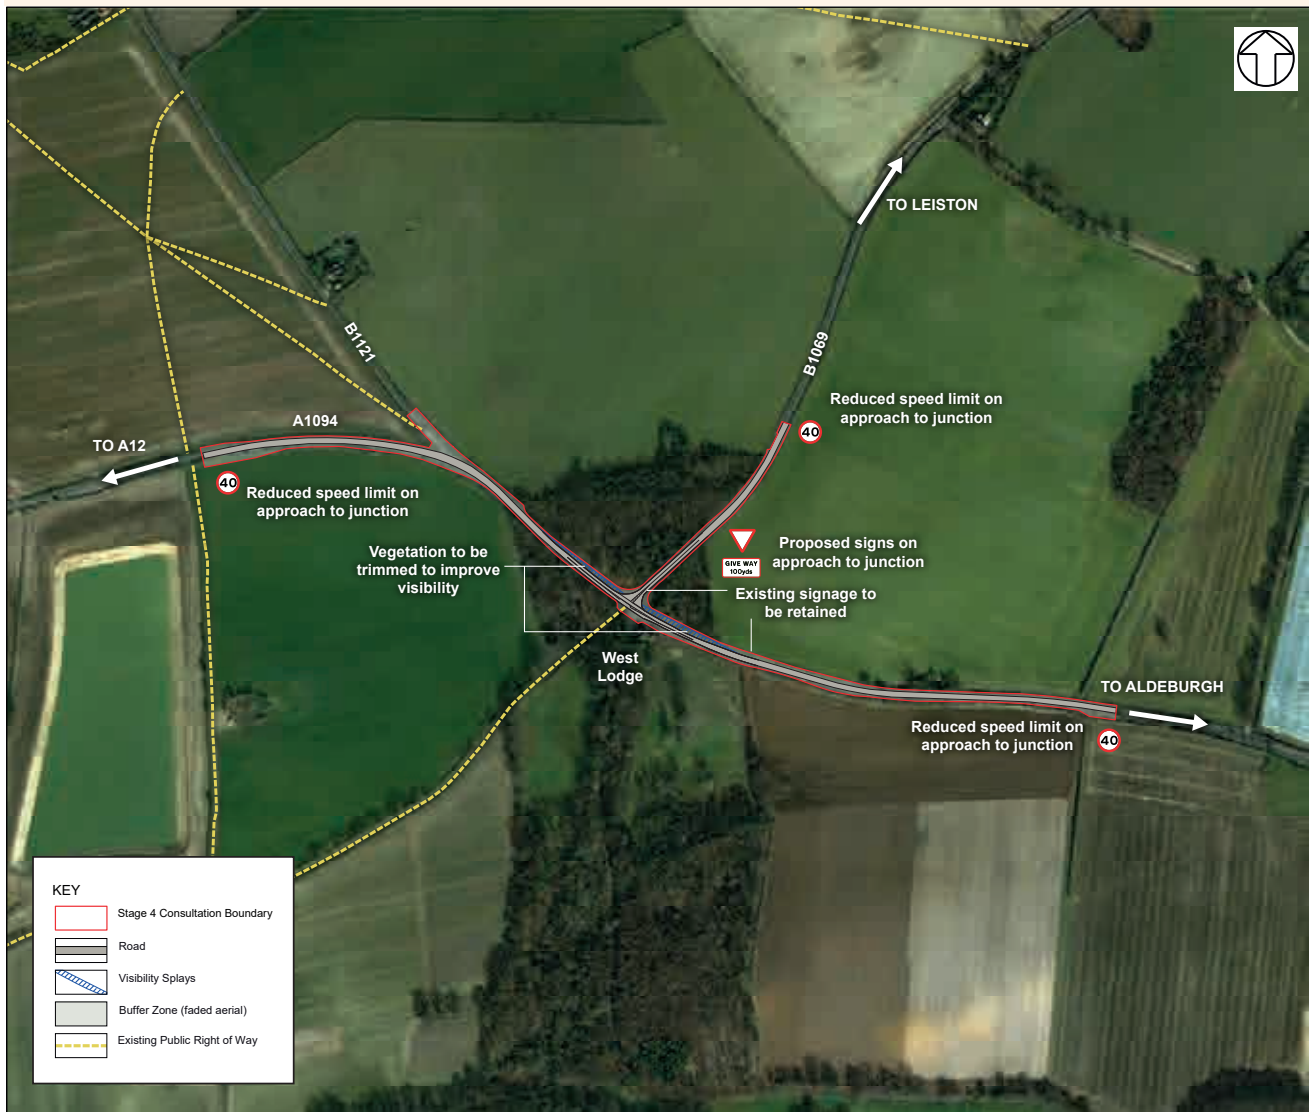 TO LEISTON
B1121
B1069
Reduced speed limit on
approach to junction
40
A1094
TO A12
40
Reduced speed limit on
approach to junction
Vegetation to be
trimmed to improve
visibility
GIVE WAY
100yds
Proposed signs on
approach to junction
Existing signage to
be retained
West
Lodge
TO ALDEBURGH
Reduced speed limit on
approach to junction
40
KEY
Stage 4 Consultation Boundary
Road
Visibility Splays
Buffer Zone (faded aerial)
Existing Public Right of Way